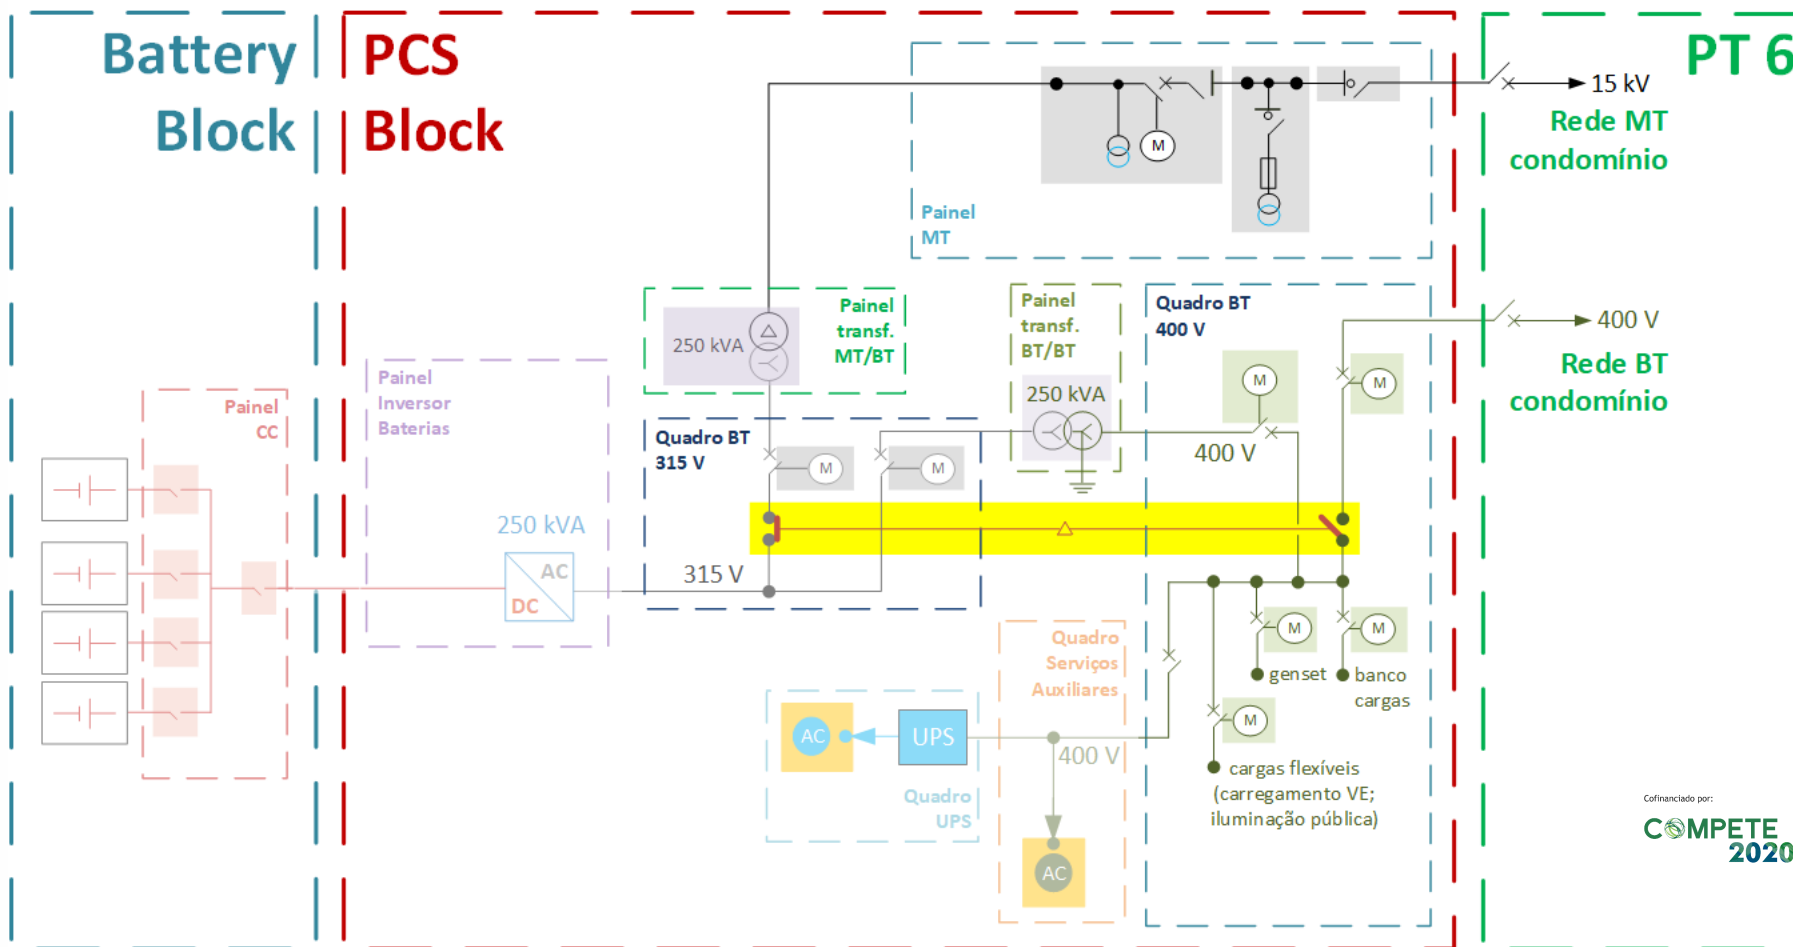 Battery
Block
PCS
Block
PT 6
15 kV
Rede MT
condomínio
M
Painel
MT
Painel
transf.
MT/BT
250 kVA
Painel
transf.
BT/BT
250 kVA
Quadro BT
400 V
M
M
400 V
400 V
Rede BT
condomínio
Painel
CC
Painel
Inversor
Baterias
250 kVA
AC
DC
Quadro BT
315 V
M
M
315 V
M
genset
M
banco
cargas
M
cargas flexíveis
(carregamento VE;
iluminação pública)
Quadro
Serviços
Auxiliares
400 V
AC
AC
UPS
Quadro
UPS
Cofinanciado por:
COMPETE
2020